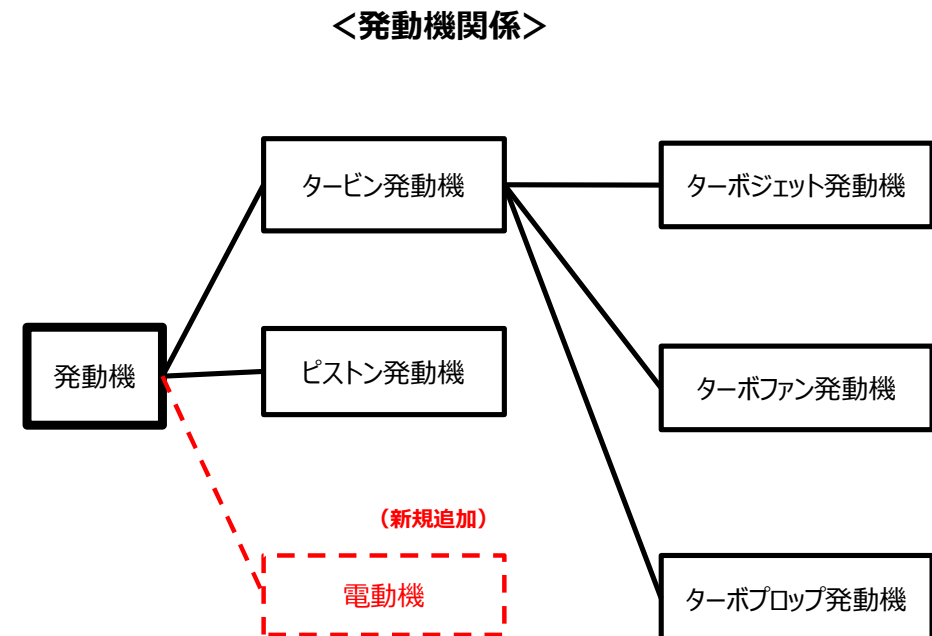 ＜発動機関係＞
タービン発動機
ターボジェット発動機
発動機
ピストン発動機
ターボファン発動機
（新規追加）
電動機
ターボプロップ発動機